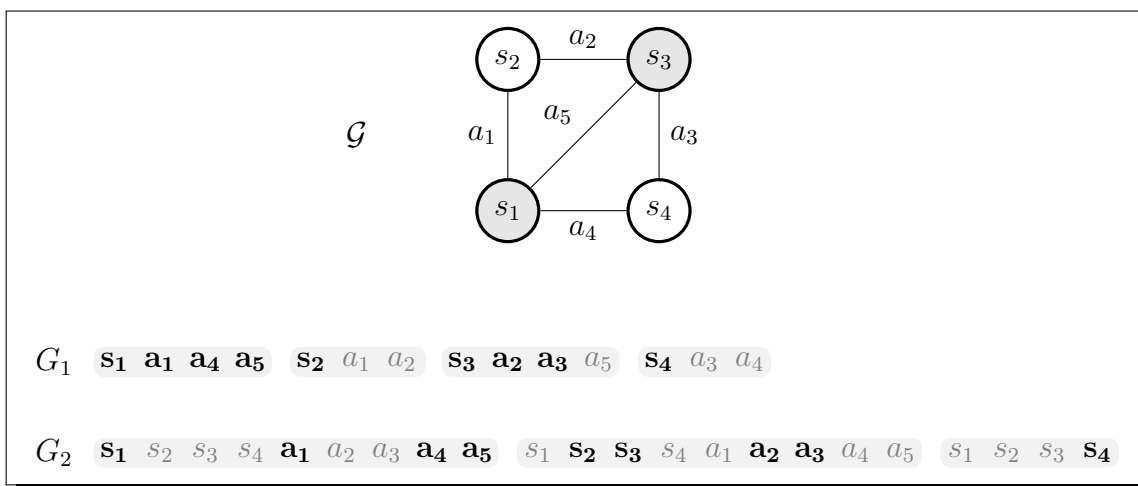 s₂ a₂ s₃
𝒢 a₁ a₅ a₃
s₁ a₄ s₄
G₁ s₁ a₁ a₄ a₅ s₂ a₁ a₂ s₃ a₂ a₃ a₅ s₄ a₃ a₄
G₂ s₁ s₂ s₃ s₄ a₁ a₂ a₃ a₄ a₅ s₁ s₂ s₃ s₄ a₁ a₂ a₃ a₄ a₅ s₁ s₂ s₃ s₄